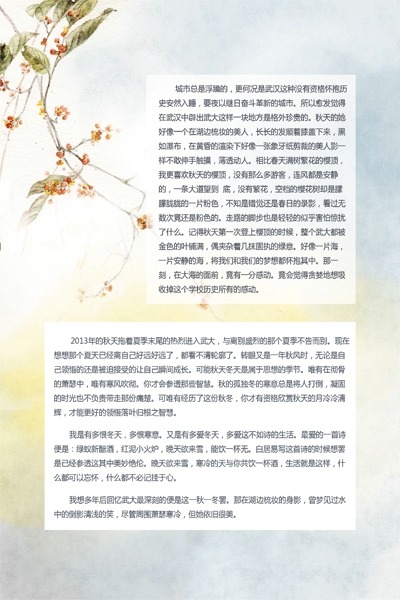 城市总是浮躁的，更何况是武汉这种没有资格怀抱历
史安然入睡，要夜以继日奋斗革新的城市。所以愈发觉得
在武汉中辟出武大这样一块地方是格外珍贵的。秋天的她
好像一个在湖边梳妆的美人，长长的发顺着膝盖下来，黑
如瀑布，在黄昏的渲染下好像一张象牙纸剪裁的美人影一
样不敢伸手触摸，薄透动人。相比春天满树繁花的樱顶，
我更喜欢秋天的樱顶，没有那么多游客，连风都是安静
的，一条大道望到 底，没有繁花，空档的樱花树却是朦
朦胧胧的一片粉色，不知是错觉还是春日的录影，看过无
数次竟还是粉色的。走路的脚步也是轻轻的似乎害怕惊扰
了什么。记得秋天第一次登上樱顶的时候，整个武大都被
金色的叶铺满，偶夹杂着几抹固执的绿意。好像一片海，
一片安静的海，将我们和我们的梦想都怀抱其中。那一
刻，在大海的面前，竟有一分感动。竟会觉得贪婪地想吸
收掉这个学校历史所有的感动。
2013年的秋天拖着夏季末尾的热烈进入武大，与离别盛烈的那个夏季不告而别。现在
想想那个夏天已经离自己好远好远了，都看不清轮廓了。转眼又是一年秋风时，无论是自
己领悟的还是被迫接受的让自己瞬间成长。可能秋天冬天是属于思想的季节。唯有在彻骨
的萧瑟中，唯有寒风吹彻。你才会参透那些智慧。秋的孤独冬的寒意总是将人打倒，凝固
的时光也不负责带走那份痛楚。可唯有经历了这份秋冬，你才有资格欣赏秋天的月冷冷清
辉，才能更好的领悟落叶归根之智慧。
我是有多恨冬天，多恨寒意。又是有多爱冬天，多爱这不如诗的生活。最爱的一首诗
便是：绿蚁新醅酒，红泥小火炉，晚天欲来雪，能饮一杯无。白居易写这首诗的时候想罢
是已经参透这其中美妙绝伦。晚天欲来雪，寒冷的天与你共饮一杯酒，生活就是这样，什
么都可以忘怀，什么都不必记挂于心。
我想多年后回忆武大最深刻的便是这一秋一冬罢。那在湖边梳妆的身影，曾梦见过水
中的倒影清浅的笑，尽管周围萧瑟寒冷，但她依旧很美。